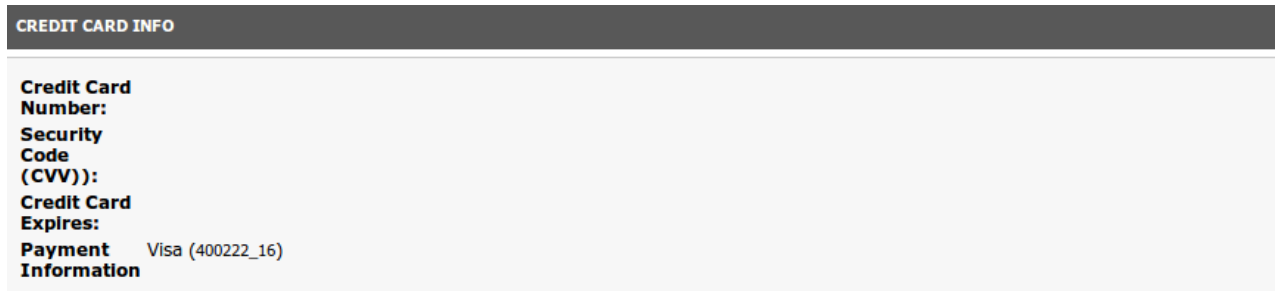 CREDIT CARD INFO
Credit Card
Number:
Security
Code
(CVV)):
Credit Card
Expires:
Payment Visa (400222_16)
Information